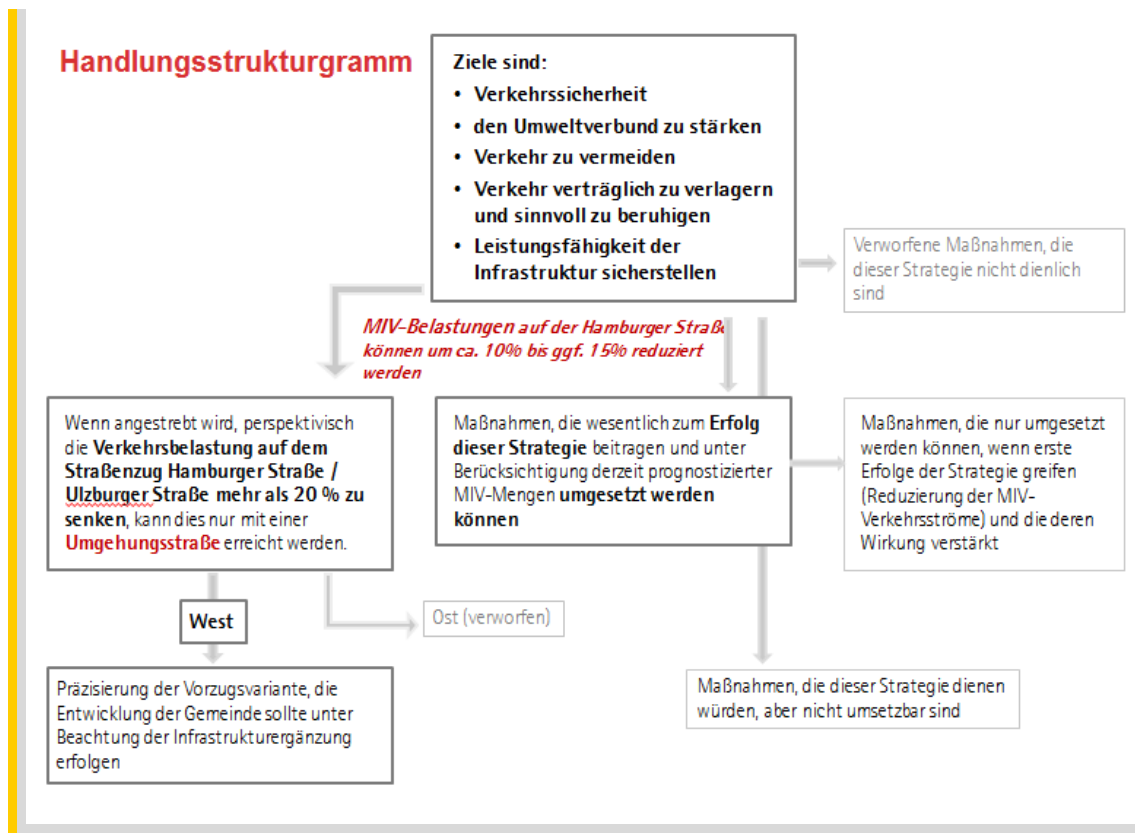 Handlungsstrukturgramm
Ziele sind:
• Verkehrssicherheit
• den Umweltverbund zu stärken
• Verkehr zu vermeiden
• Verkehr verträglich zu verlagern
und sinnvoll zu beruhigen
• Leistungsfähigkeit der
Infrastruktur sicherstellen
Verworfene Maßnahmen, die
dieser Strategie nicht dienlich
sind
MIV-Belastungen auf der Hamburger Straße
können um ca. 10% bis ggf. 15% reduziert
werden
Wenn angestrebt wird, perspektivisch
die Verkehrsbelastung auf dem
Straßenzug Hamburger Straße /
Ulzburger Straße mehr als 20 % zu
senken, kann dies nur mit einer
Umgehungsstraße erreicht werden.
Maßnahmen, die wesentlich zum Erfolg
dieser Strategie beitragen und unter
Berücksichtigung derzeit prognostizierter
MIV-Mengen umgesetzt werden
können
Maßnahmen, die nur umgesetzt
werden können, wenn erste
Erfolge der Strategie greifen
(Reduzierung der MIV-
Verkehrsströme) und die deren
Wirkung verstärkt
West
Ost (verworfen)
Präzisierung der Vorzugsvariante, die
Entwicklung der Gemeinde sollte unter
Beachtung der Infrastrukturergänzung
erfolgen
Maßnahmen, die dieser Strategie dienen
würden, aber nicht umsetzbar sind